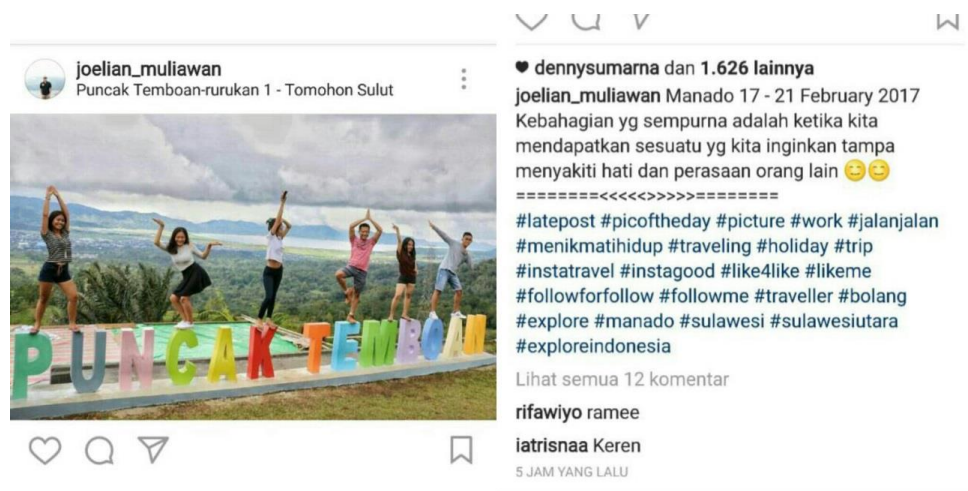 joelian_muliawan
Puncak Temboan-rurukan 1 - Tomohon Sulut
PUNCAK TEMBOAN
dennysumarna dan 1.626 lainnya
joelian_muliawan Manado 17 - 21 February 2017
Kebahagian yg sempurna adalah ketika kita
mendapatkan sesuatu yg kita inginkan tampa
menyakiti hati dan perasaan orang lain 😊😊
========<<<<<>>>>>========
#latepost #picoftheday #picture #work #jalanjalan
#menikmatihidup #traveling #holiday #trip
#instatravel #instagood #like4like #likeme
#followforfollow #followme #traveller #bolang
#explore #manado #sulawesi #sulawesiutara
#exploreindonesia
Lihat semua 12 komentar
rifawiyo ramee
iatrisnaa Keren
5 JAM YANG LALU